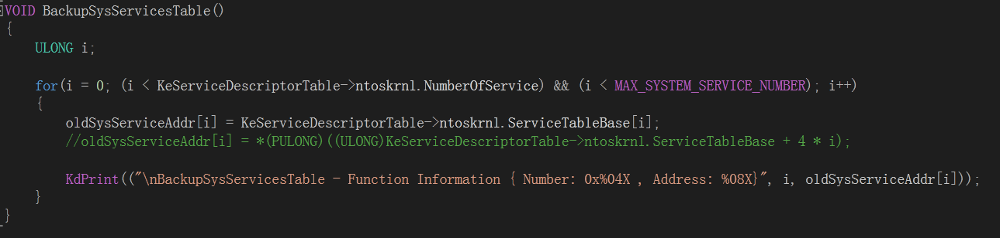 VOID BackupSysServicesTable()
{
    ULONG i;

    for(i = 0; (i < KeServiceDescriptorTable->ntoskrnl.NumberOfService) && (i < MAX_SYSTEM_SERVICE_NUMBER); i++)
    {
        oldSysServiceAddr[i] = KeServiceDescriptorTable->ntoskrnl.ServiceTableBase[i];
        //oldSysServiceAddr[i] = *(PULONG)((ULONG)KeServiceDescriptorTable->ntoskrnl.ServiceTableBase + 4 * i);

        KdPrint(("\nBackupSysServicesTable - Function Information { Number: 0x%04X , Address: %08X}", i, oldSysServiceAddr[i]));
    }
}